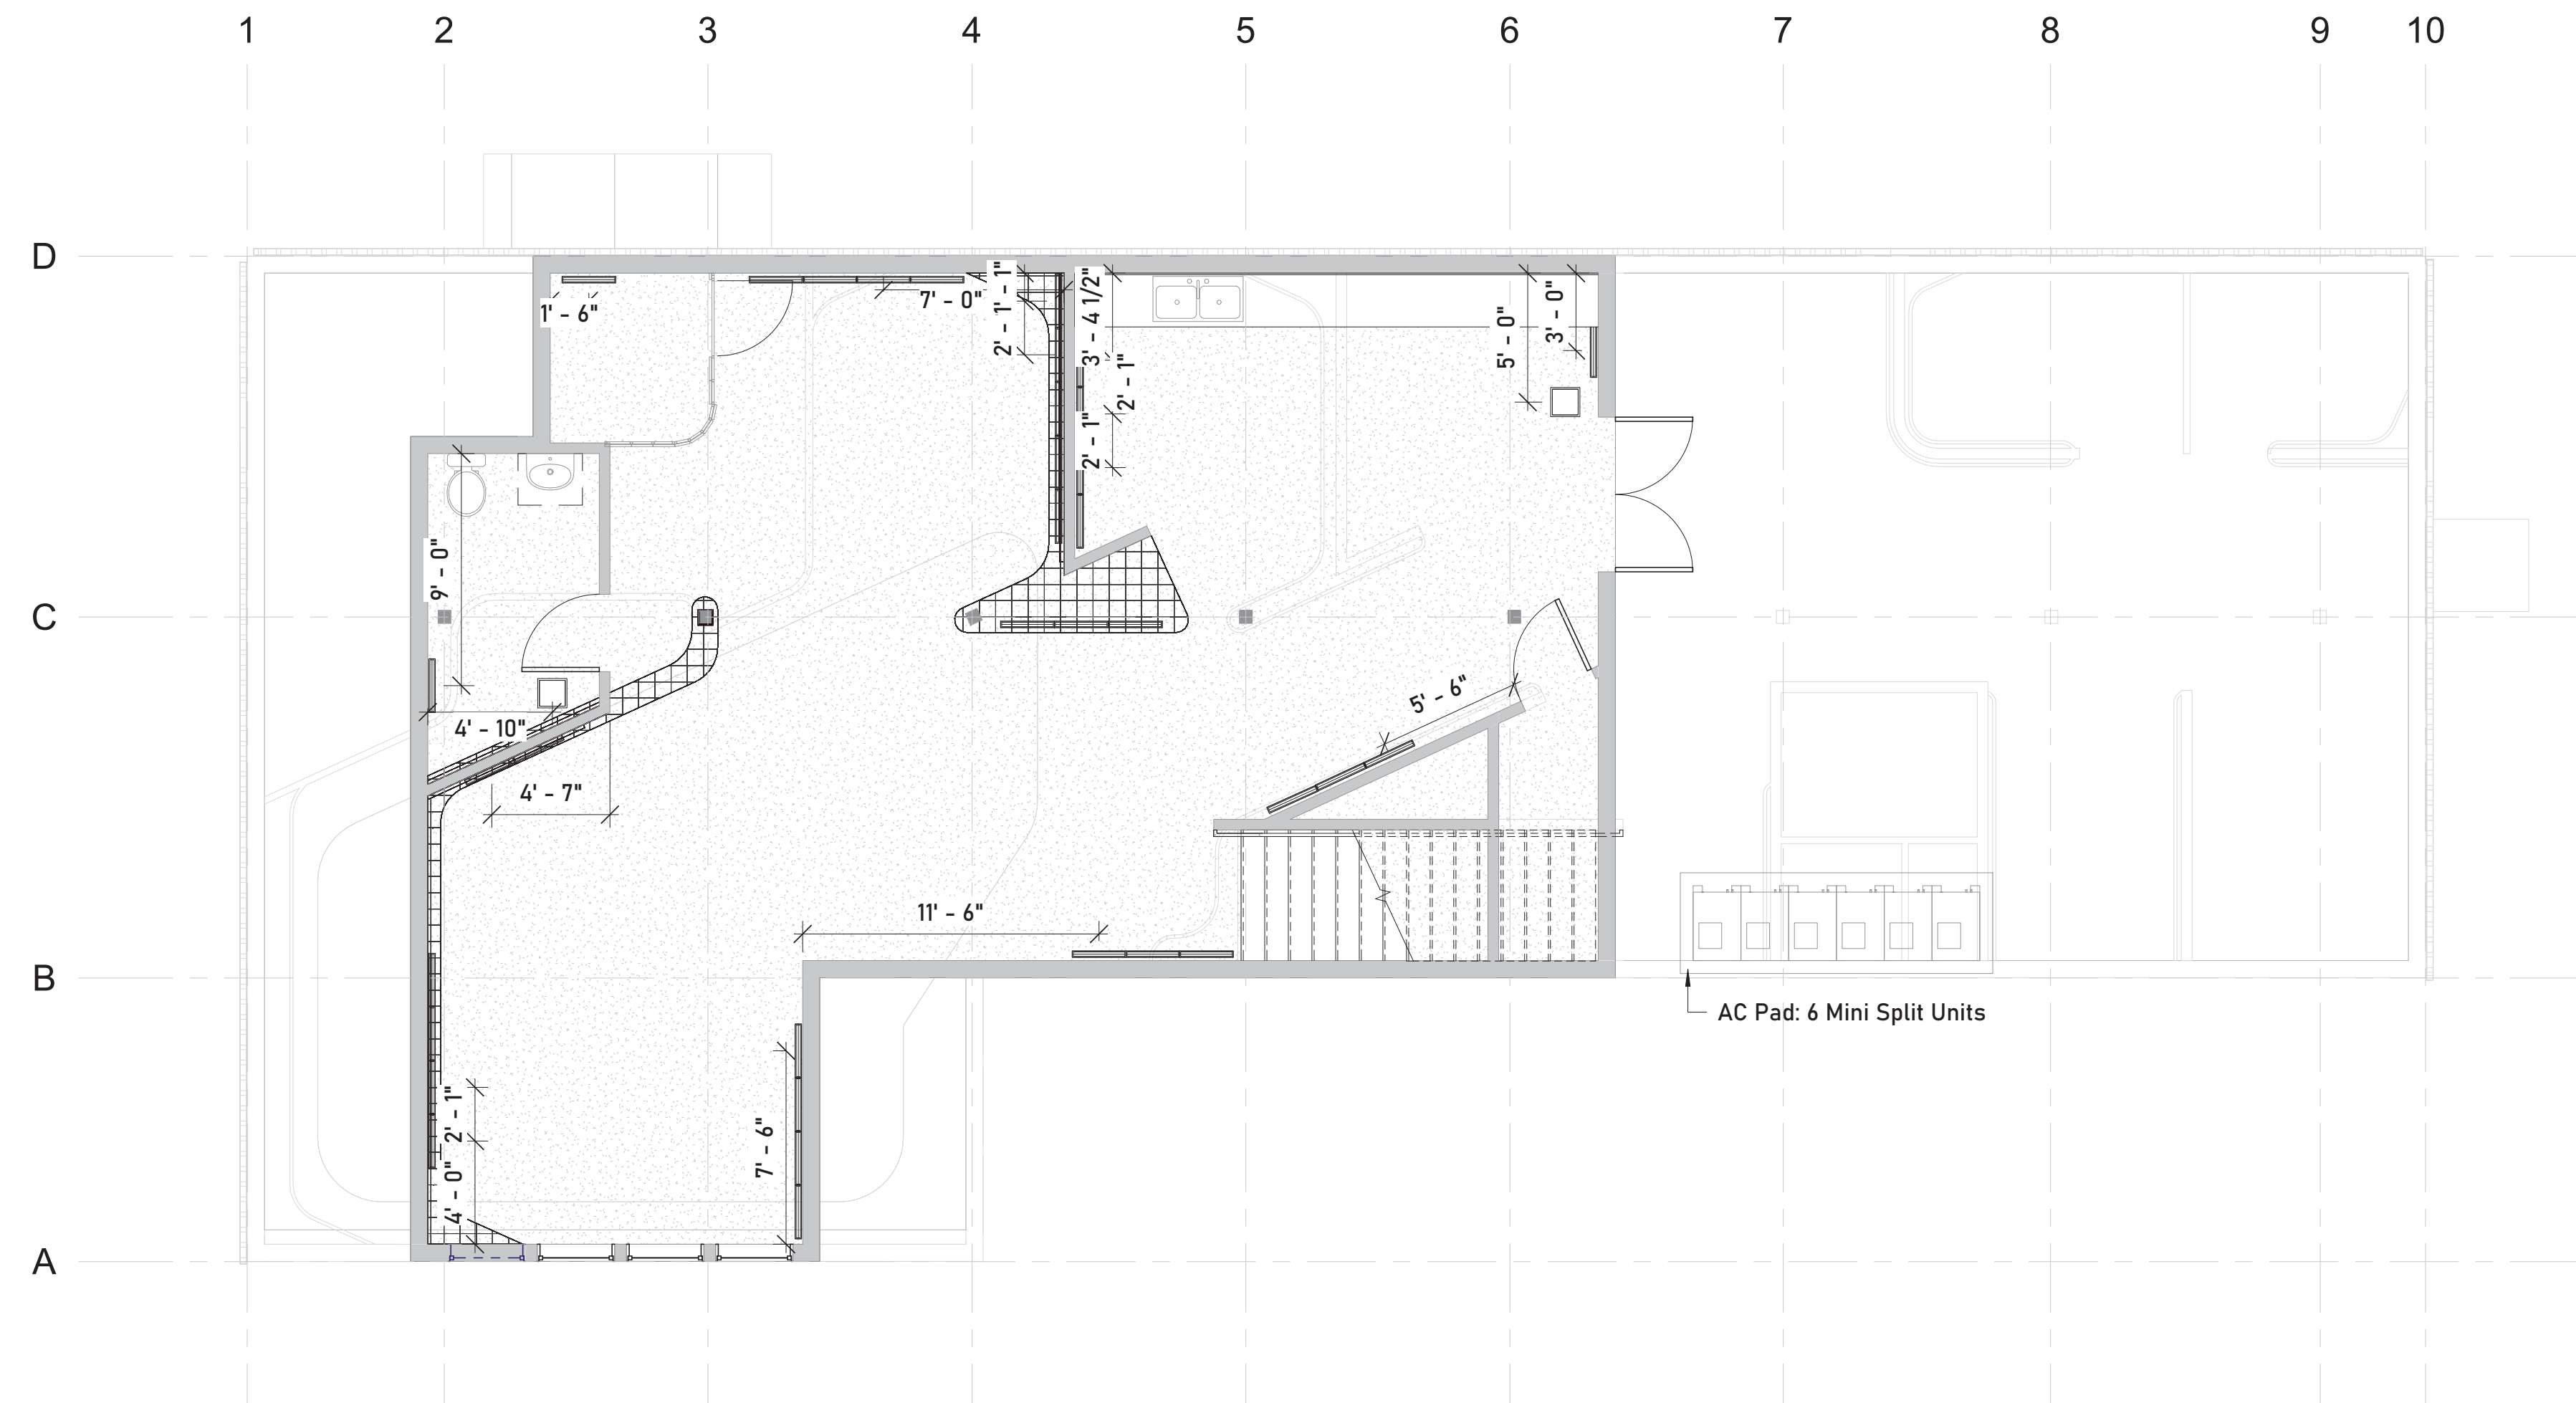 1 2 3 4 5 6 7 8 9 10
D
1' - 6"
7' - 0"
1' - 1"
2' - 1"
3' - 4 1/2"
2' - 1"
2' - 1"
5' - 0"
3' - 0"
9' - 0"
C
4' - 10"
4' - 7"
5' - 6"
11' - 6"
B
AC Pad: 6 Mini Split Units
2' - 1"
4' - 0"
7' - 6"
A